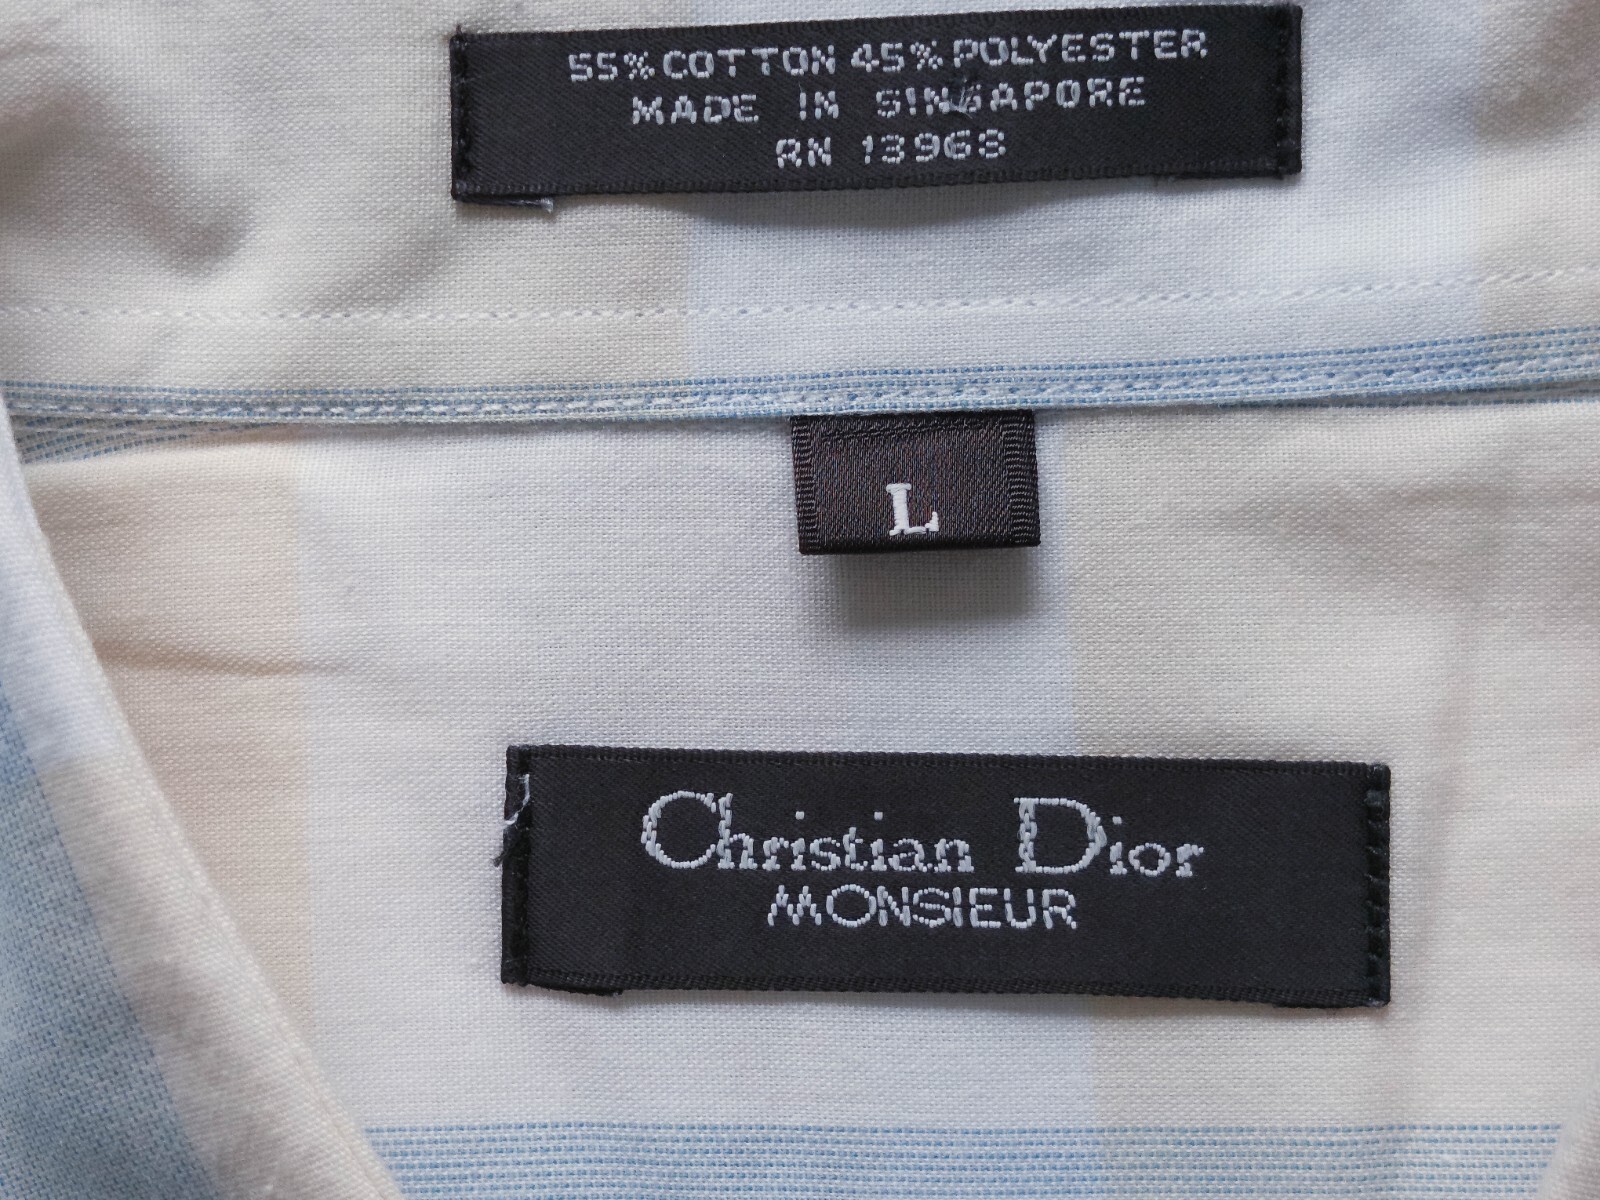 55% COTTON 45% POLYESTER
MADE IN SINGAPORE
RN 13968
L
Christian Dior
MONSIEUR